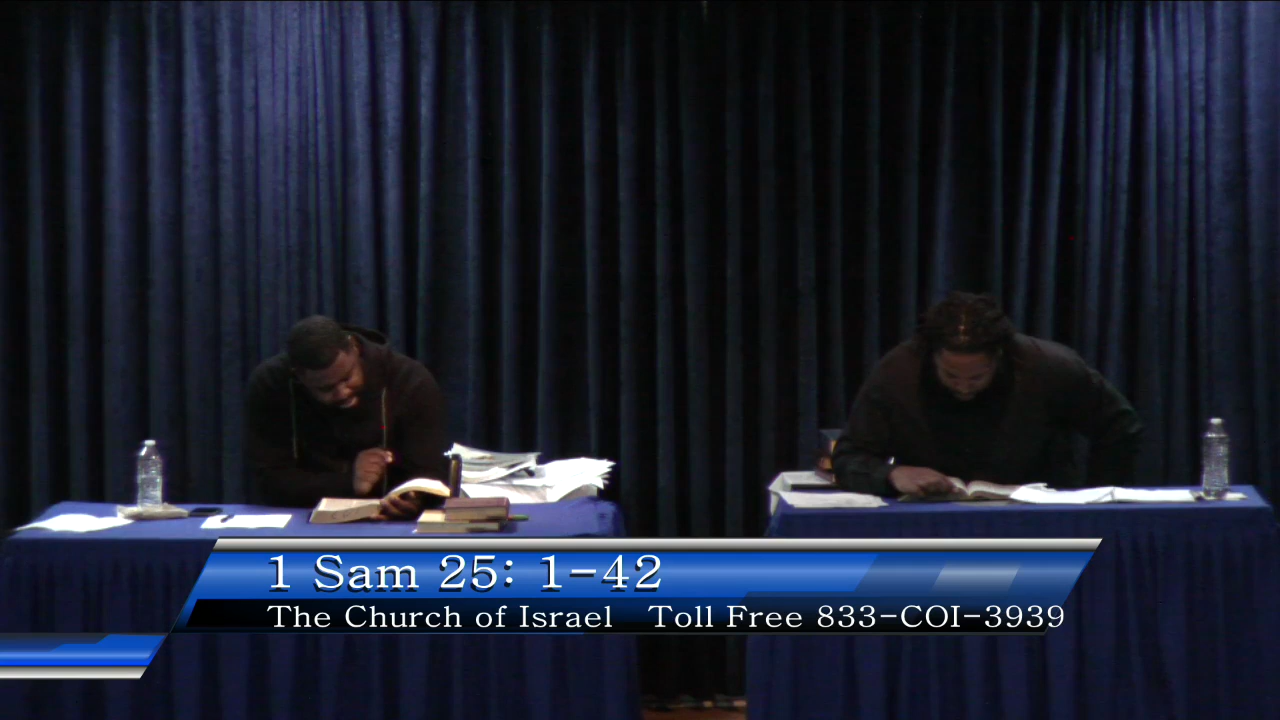 1 Sam 25: 1-42
The Church of Israel Toll Free 833-COI-3939